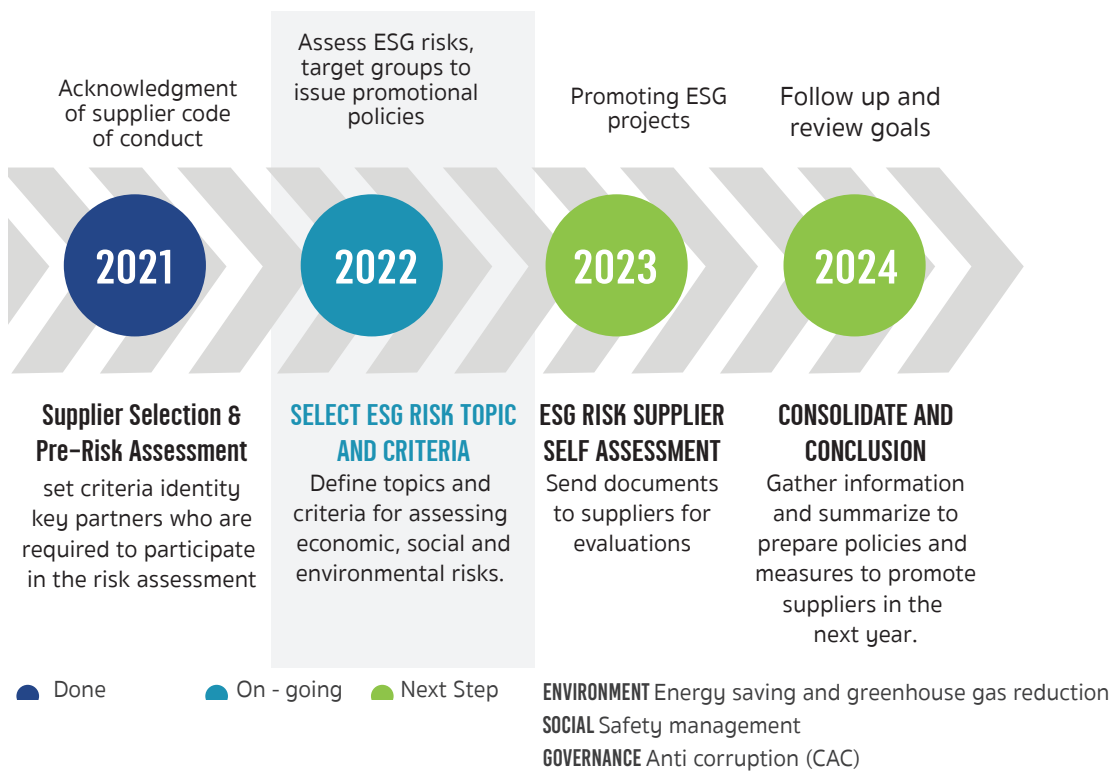 Acknowledgment
of supplier code
of conduct
Assess ESG risks,
target groups to
issue promotional
policies
Promoting ESG
projects
Follow up and
review goals
2021
2022
2023
2024
Supplier Selection &
Pre-Risk Assessment
set criteria identity
key partners who are
required to participate
in the risk assessment
SELECT ESG RISK TOPIC
AND CRITERIA
Define topics and
criteria for assessing
economic, social and
environmental risks.
ESG RISK SUPPLIER
SELF ASSESSMENT
Send documents
to suppliers for
evaluations
CONSOLIDATE AND
CONCLUSION
Gather information
and summarize to
prepare policies and
measures to promote
suppliers in the
next year.
Done
On - going
Next Step
ENVIRONMENT Energy saving and greenhouse gas reduction
SOCIAL Safety management
GOVERNANCE Anti corruption (CAC)